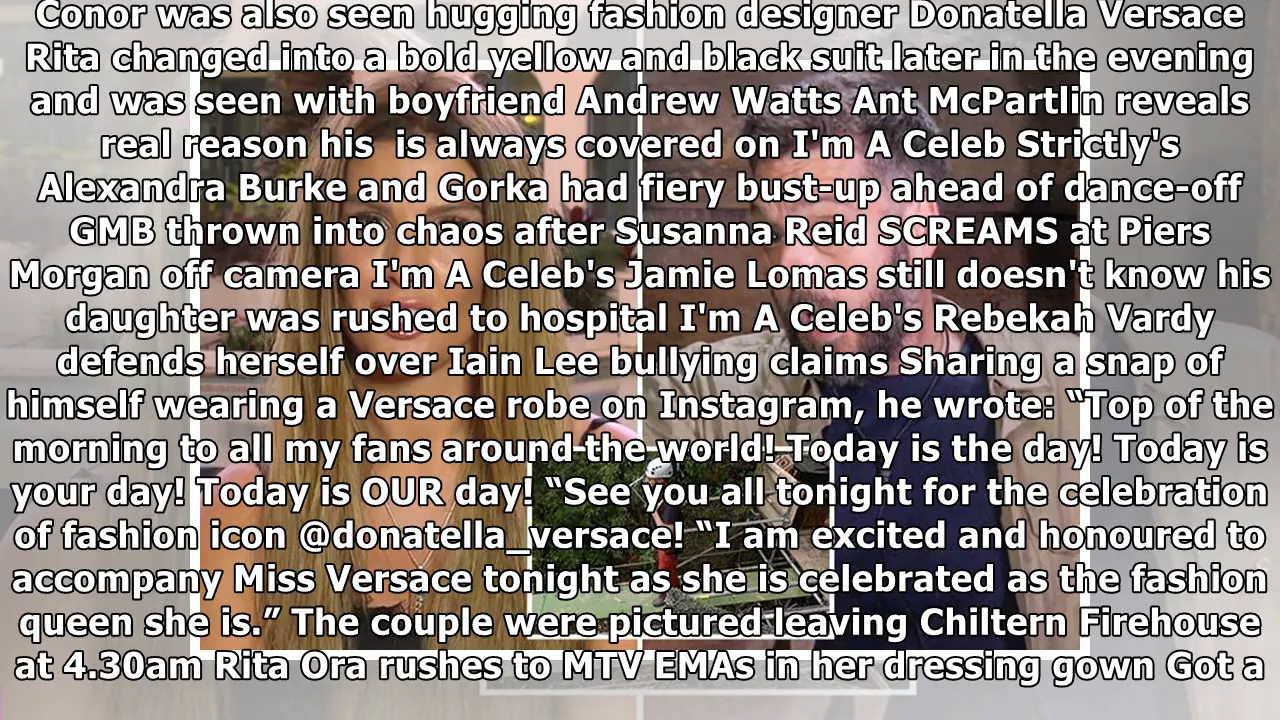 Conor was also seen hugging fashion designer Donatella Versace
Rita changed into a bold yellow and black suit later in the evening
and was seen with boyfriend Andrew Watts Ant McPartlin reveals
real reason his  is always covered on I'm A Celeb Strictly's
Alexandra Burke and Gorka had fiery bust-up ahead of dance-off
GMB thrown into chaos after Susanna Reid SCREAMS at Piers
Morgan off camera I'm A Celeb's Jamie Lomas still doesn't know his
daughter was rushed to hospital I'm A Celeb's Rebekah Vardy
defends herself over Iain Lee bullying claims Sharing a snap of
himself wearing a Versace robe on Instagram, he wrote: “Top of the
morning to all my fans around the world! Today is the day! Today is
your day! Today is OUR day! “See you all tonight for the celebration
of fashion icon @donatella_versace! “I am excited and honoured to
accompany Miss Versace tonight as she is celebrated as the fashion
queen she is.” The couple were pictured leaving Chiltern Firehouse
at 4.30am Rita Ora rushes to MTV EMAs in her dressing gown Got a